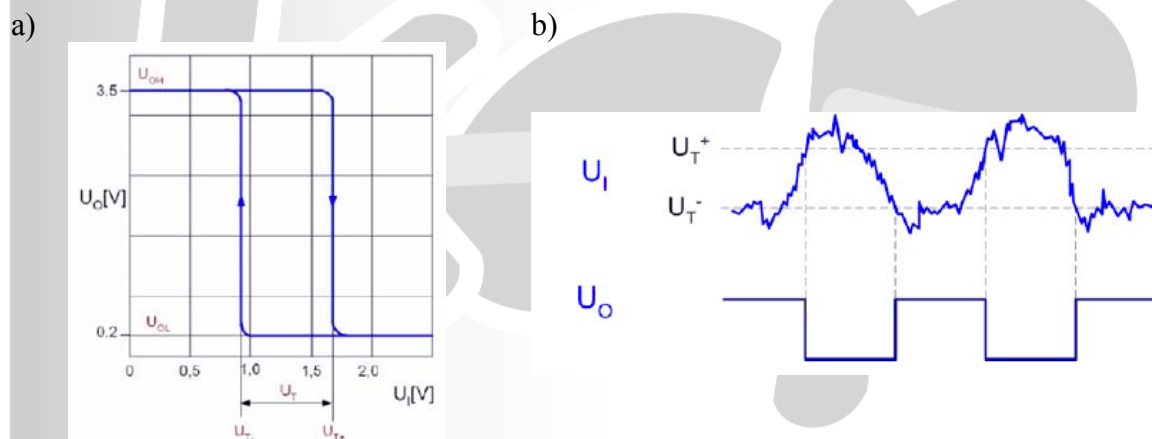 a)
b)
U_OH
3.5
U_O[V]
U_OL
0.2
0
0,5
1,0
1,5
2,0
U_I[V]
U_T
U_T-
U_T+
U_I
U_T^+
U_T^-
U_O